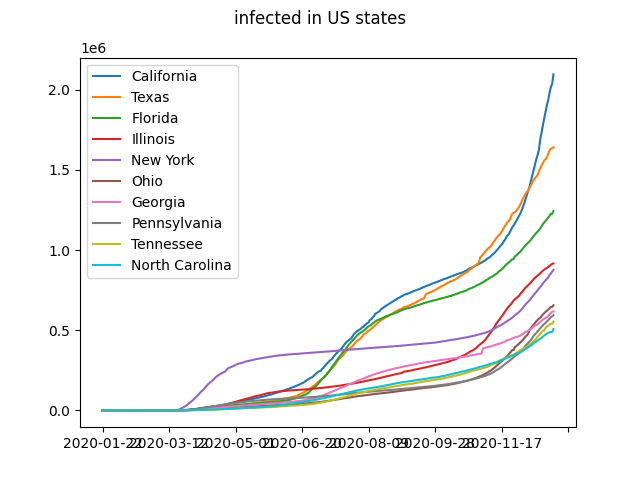 infected in US states
1e6
2.0
1.5
1.0
0.5
0.0
California
Texas
Florida
Illinois
New York
Ohio
Georgia
Pennsylvania
Tennessee
North Carolina
2020-01-22
2020-03-12
2020-05-01
2020-06-20
2020-08-09
2020-09-28
2020-11-17